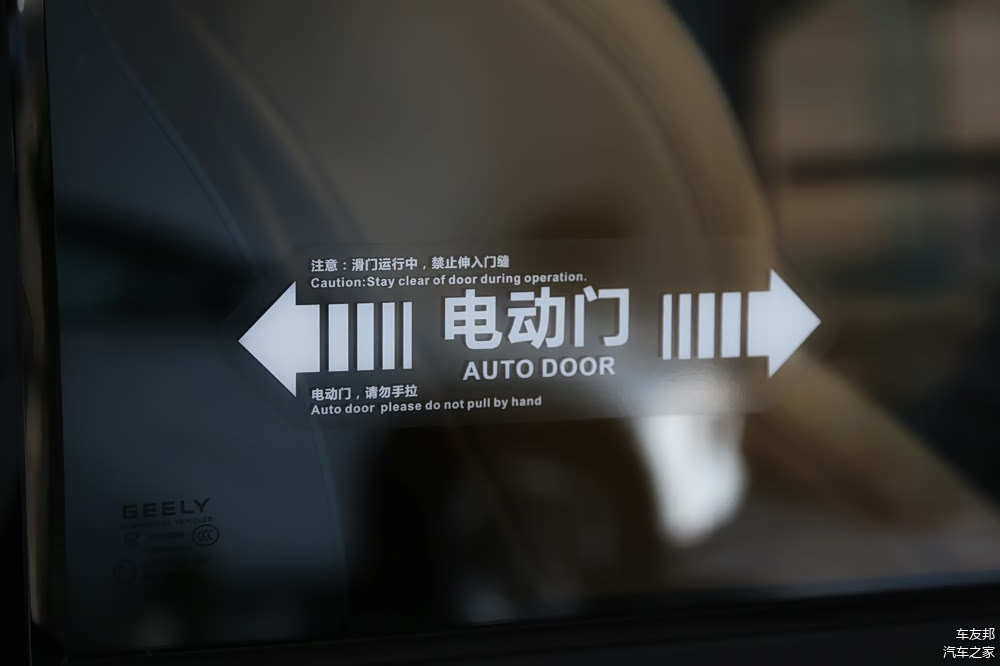 注意：滑门运行中，禁止伸入门缝
Caution:Stay clear of door during operation.
电动门
AUTO DOOR
电动门，请勿手拉
Auto door please do not pull by hand
GEELY
CCC
车友邦
汽车之家